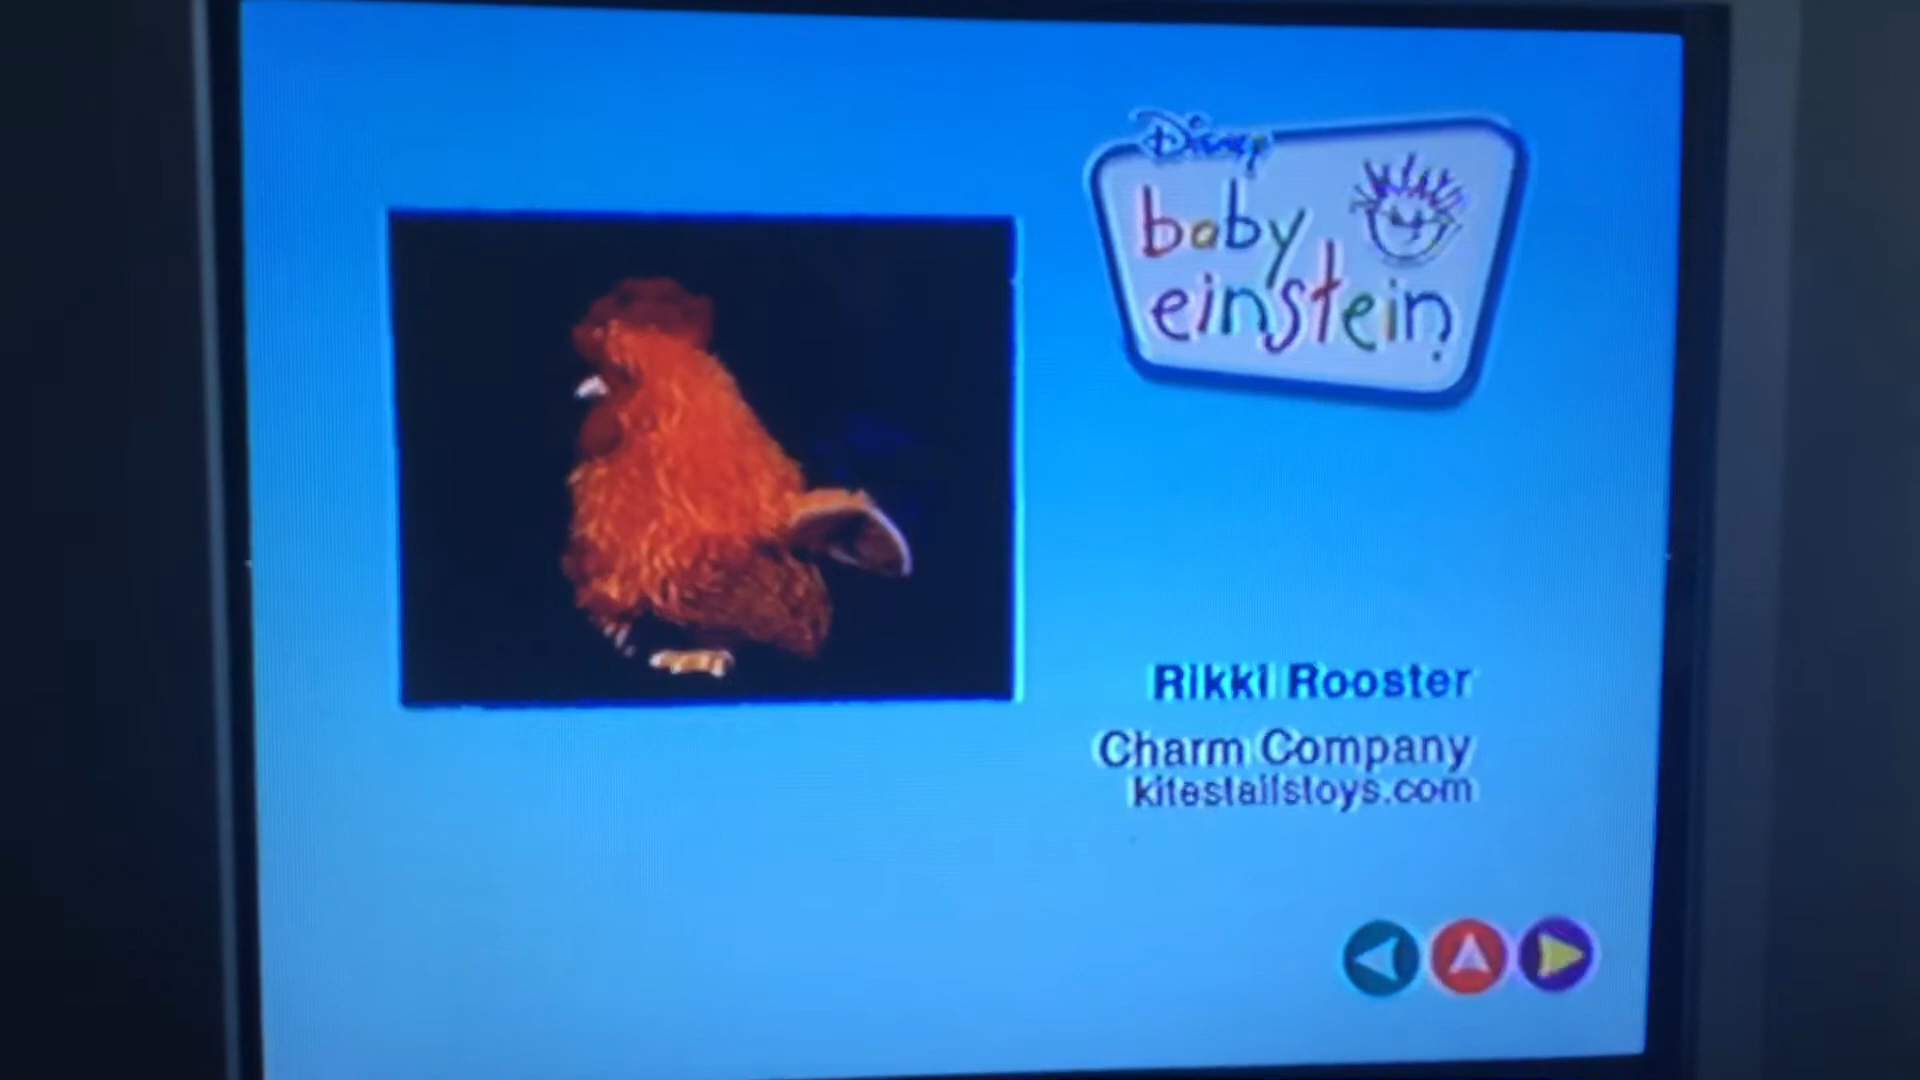 Disney
baby
einstein
Rikki Rooster
Charm Company
kitestailstoys.com